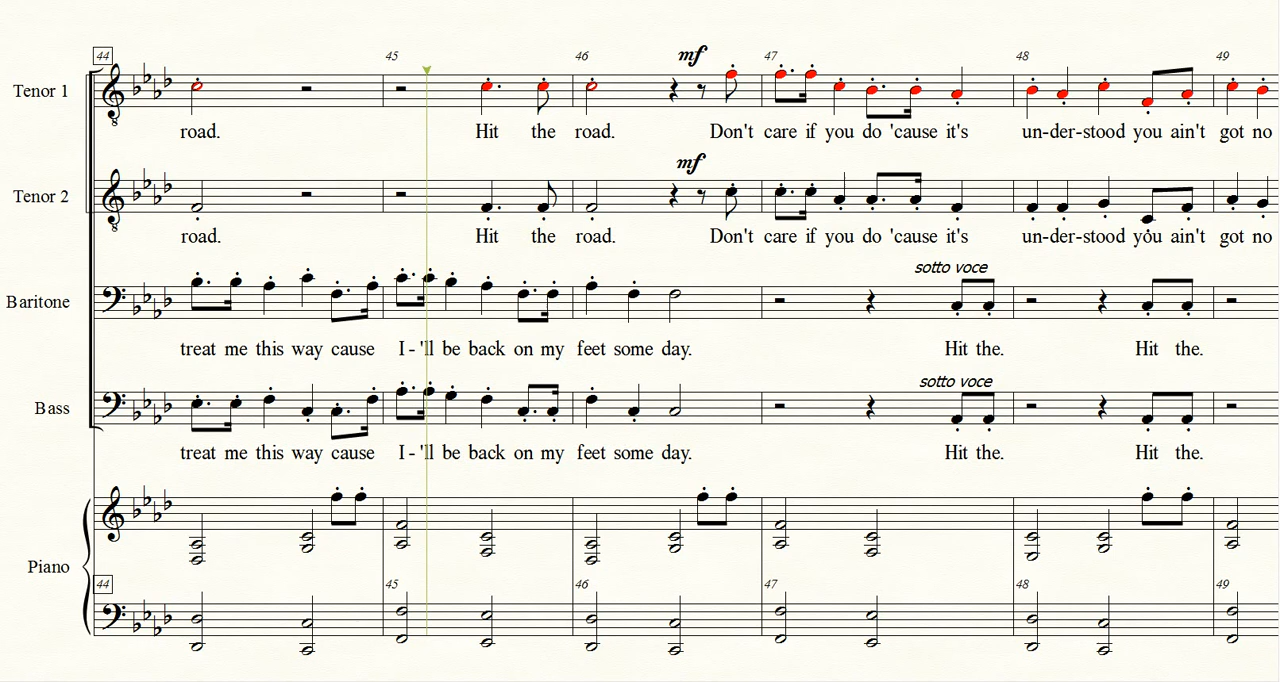 44 45 46 47 48 49
mf
Tenor 1
road. Hit the road. Don't care if you do 'cause it's un-der-stood you ain't got no
mf
Tenor 2
road. Hit the road. Don't care if you do 'cause it's un-der-stood you ain't got no
sotto voce
Baritone
treat me this way cause I-'ll be back on my feet some day. Hit the. Hit the.
sotto voce
Bass
treat me this way cause I-'ll be back on my feet some day. Hit the. Hit the.
Piano
44 45 46 47 48 49